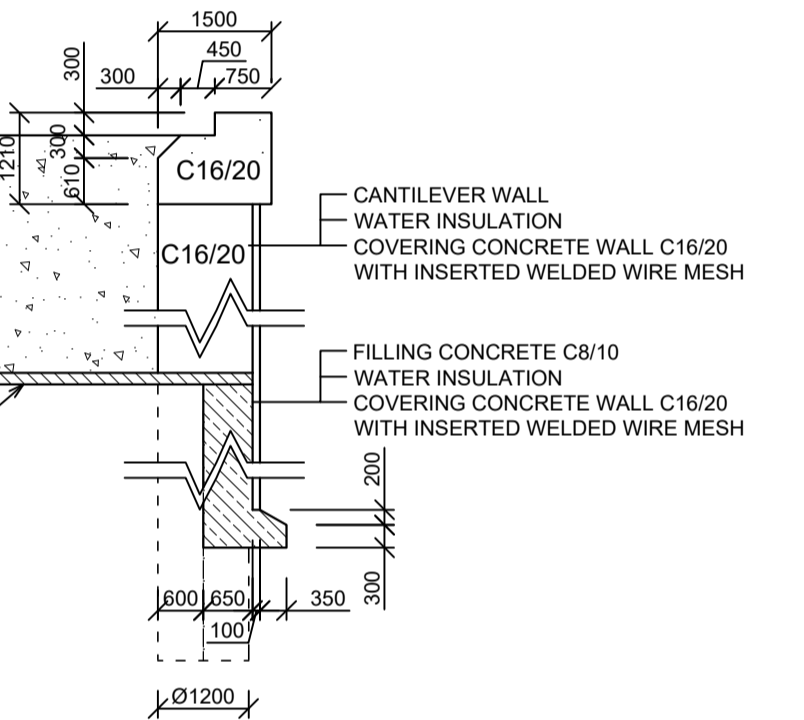 1500
450
300
750
300
300
1210
610
C16/20
C16/20
CANTILEVER WALL
WATER INSULATION
COVERING CONCRETE WALL C16/20
WITH INSERTED WELDED WIRE MESH
FILLING CONCRETE C8/10
WATER INSULATION
COVERING CONCRETE WALL C16/20
WITH INSERTED WELDED WIRE MESH
200
300
600
650
350
100
Ø1200